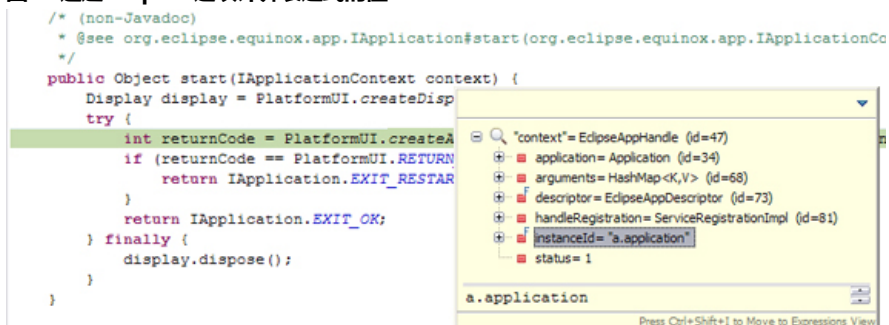 /* (non-Javadoc)
* @see org.eclipse.equinox.app.IApplication#start(org.eclipse.equinox.app.IApplicationCo
*/
public Object start(IApplicationContext context) {
Display display = PlatformUI.createDisp
try {
int returnCode = PlatformUI.createA
if (returnCode == PlatformUI.RETURN
return IApplication.EXIT_RESTAR
}
return IApplication.EXIT_OK;
} finally {
display.dispose();
}
}
"context"= EclipseAppHandle (id=47)
application= Application (id=34)
arguments= HashMap<K,V> (id=68)
F descriptor= EclipseAppDescriptor (id=73)
handleRegistration= ServiceRegistrationImpl (id=81)
F instanceId= "a.application"
status= 1
a.application
Press Ctrl+Shift+I to Move to Expressions View